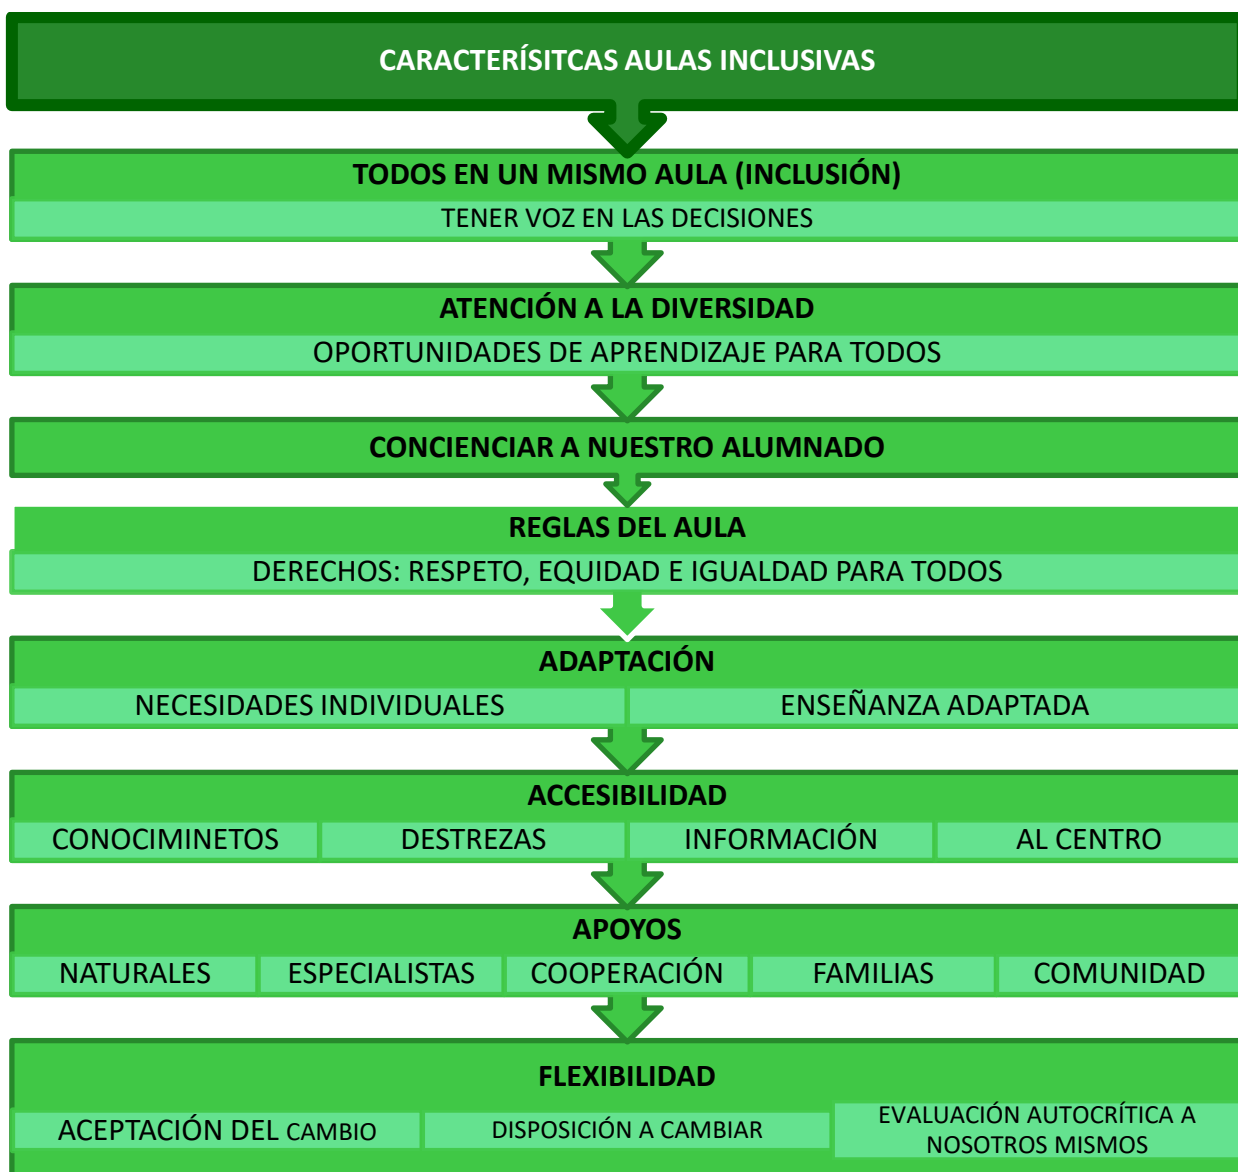 CARACTERÍSITCAS AULAS INCLUSIVAS
TODOS EN UN MISMO AULA (INCLUSIÓN)
TENER VOZ EN LAS DECISIONES
ATENCIÓN A LA DIVERSIDAD
OPORTUNIDADES DE APRENDIZAJE PARA TODOS
CONCIENCIAR A NUESTRO ALUMNADO
REGLAS DEL AULA
DERECHOS: RESPETO, EQUIDAD E IGUALDAD PARA TODOS
ADAPTACIÓN
NECESIDADES INDIVIDUALES
ENSEÑANZA ADAPTADA
ACCESIBILIDAD
CONOCIMINETOS
DESTREZAS
INFORMACIÓN
AL CENTRO
APOYOS
NATURALES
ESPECIALISTAS
COOPERACIÓN
FAMILIAS
COMUNIDAD
FLEXIBILIDAD
ACEPTACIÓN DEL CAMBIO
DISPOSICIÓN A CAMBIAR
EVALUACIÓN AUTOCRÍTICA A
NOSOTROS MISMOS